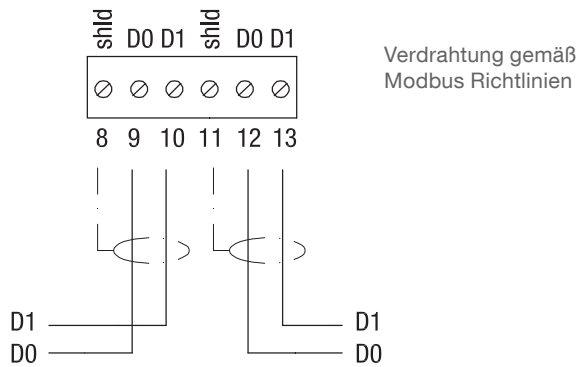 shld D0 D1 shld D0 D1
Verdrahtung gemäß
Modbus Richtlinien
8 9 10 11 12 13
D1 D1
D0 D0